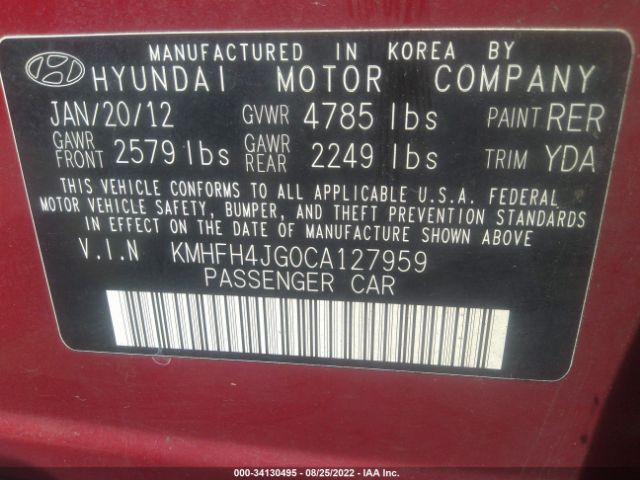 MANUFACTURED IN KOREA BY
HYUNDAI MOTOR COMPANY
JAN/20/12 GVWR 4785 lbs PAINT RER
GAWR FRONT 2579 lbs GAWR REAR 2249 lbs TRIM YDA
THIS VEHICLE CONFORMS TO ALL APPLICABLE U.S.A. FEDERAL
MOTOR VEHICLE SAFETY, BUMPER, AND THEFT PREVENTION STANDARDS
IN EFFECT ON THE DATE OF MANUFACTURE SHOWN ABOVE
V.I.N KMHFH4JG0CA127959
PASSENGER CAR
000-34130495 - 08/25/2022 - IAA Inc.